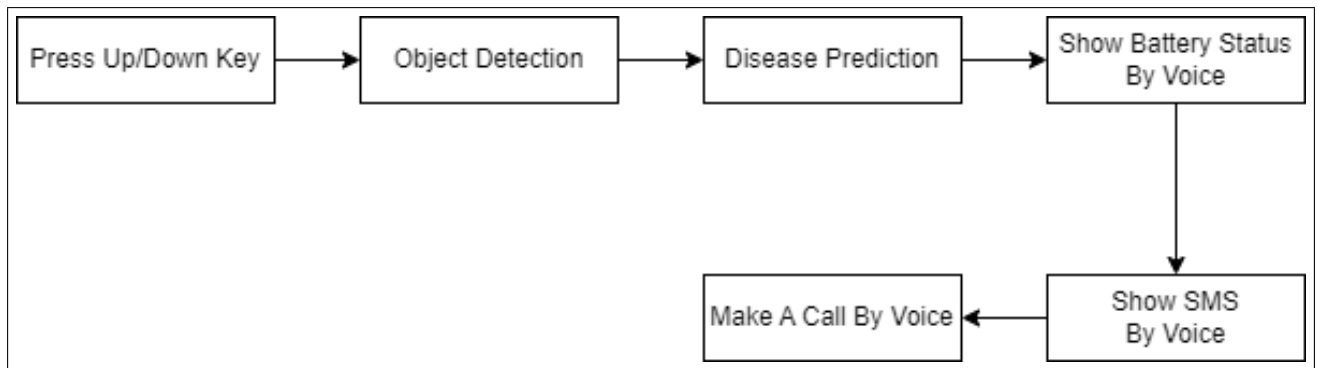 Press Up/Down Key
Object Detection
Disease Prediction
Show Battery Status
By Voice
Show SMS
By Voice
Make A Call By Voice